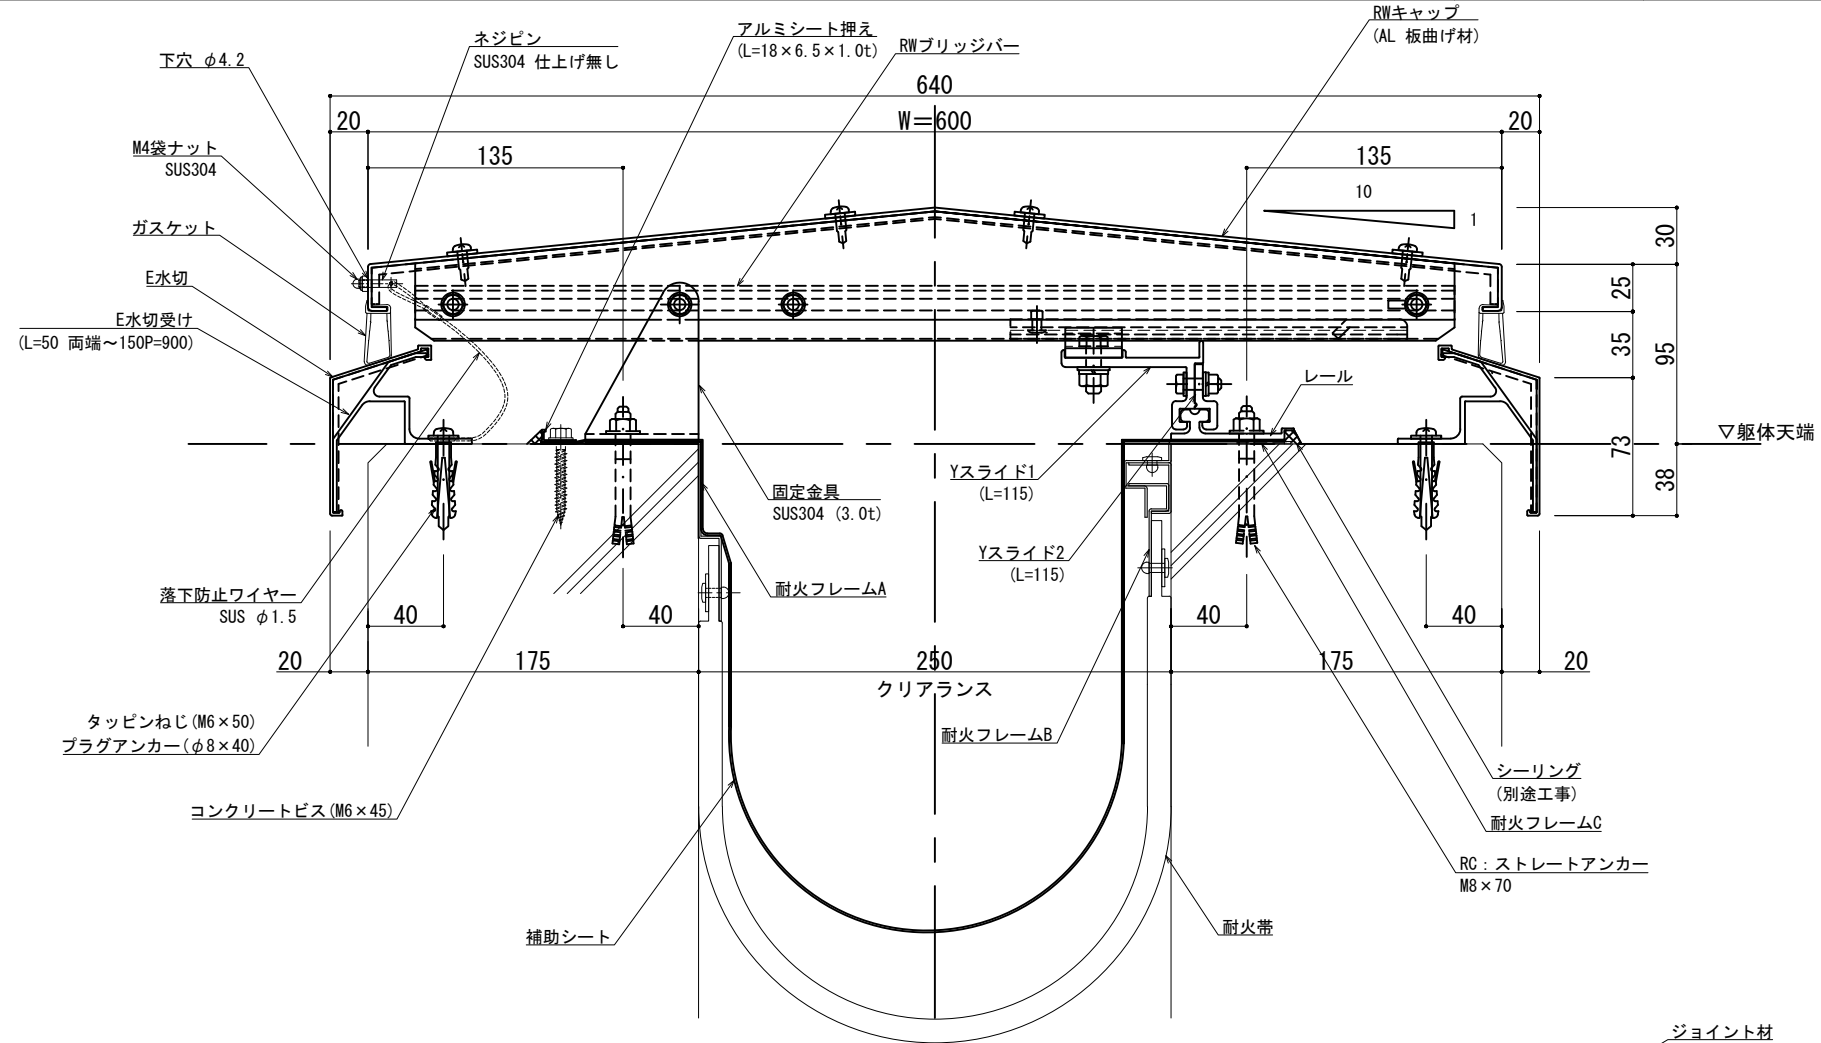 RWキャップ
(AL 板曲げ材)
アルミシート押え
(L=18×6.5×1.0t)
RWブリッジバー
ネジピン
SUS304 仕上げ無し
下穴 φ4.2
640
20
W=600
20
M4袋ナット
SUS304
135
135
10
1
ガスケット
30
E水切
25
E水切受け
(L=50 両端～150P=900)
35
95
レール
▽躯体天端
73
38
Yスライド1
(L=115)
固定金具
SUS304 (3.0t)
Yスライド2
(L=115)
耐火フレームA
落下防止ワイヤー
SUS φ1.5
40
40
40
40
20
175
250
175
20
クリアランス
タッピンねじ(M6×50)
プラグアンカー(φ8×40)
耐火フレームB
シーリング
(別途工事)
コンクリートビス(M6×45)
耐火フレームC
RC：ストレートアンカー
M8×70
補助シート
耐火帯
ジョイント材